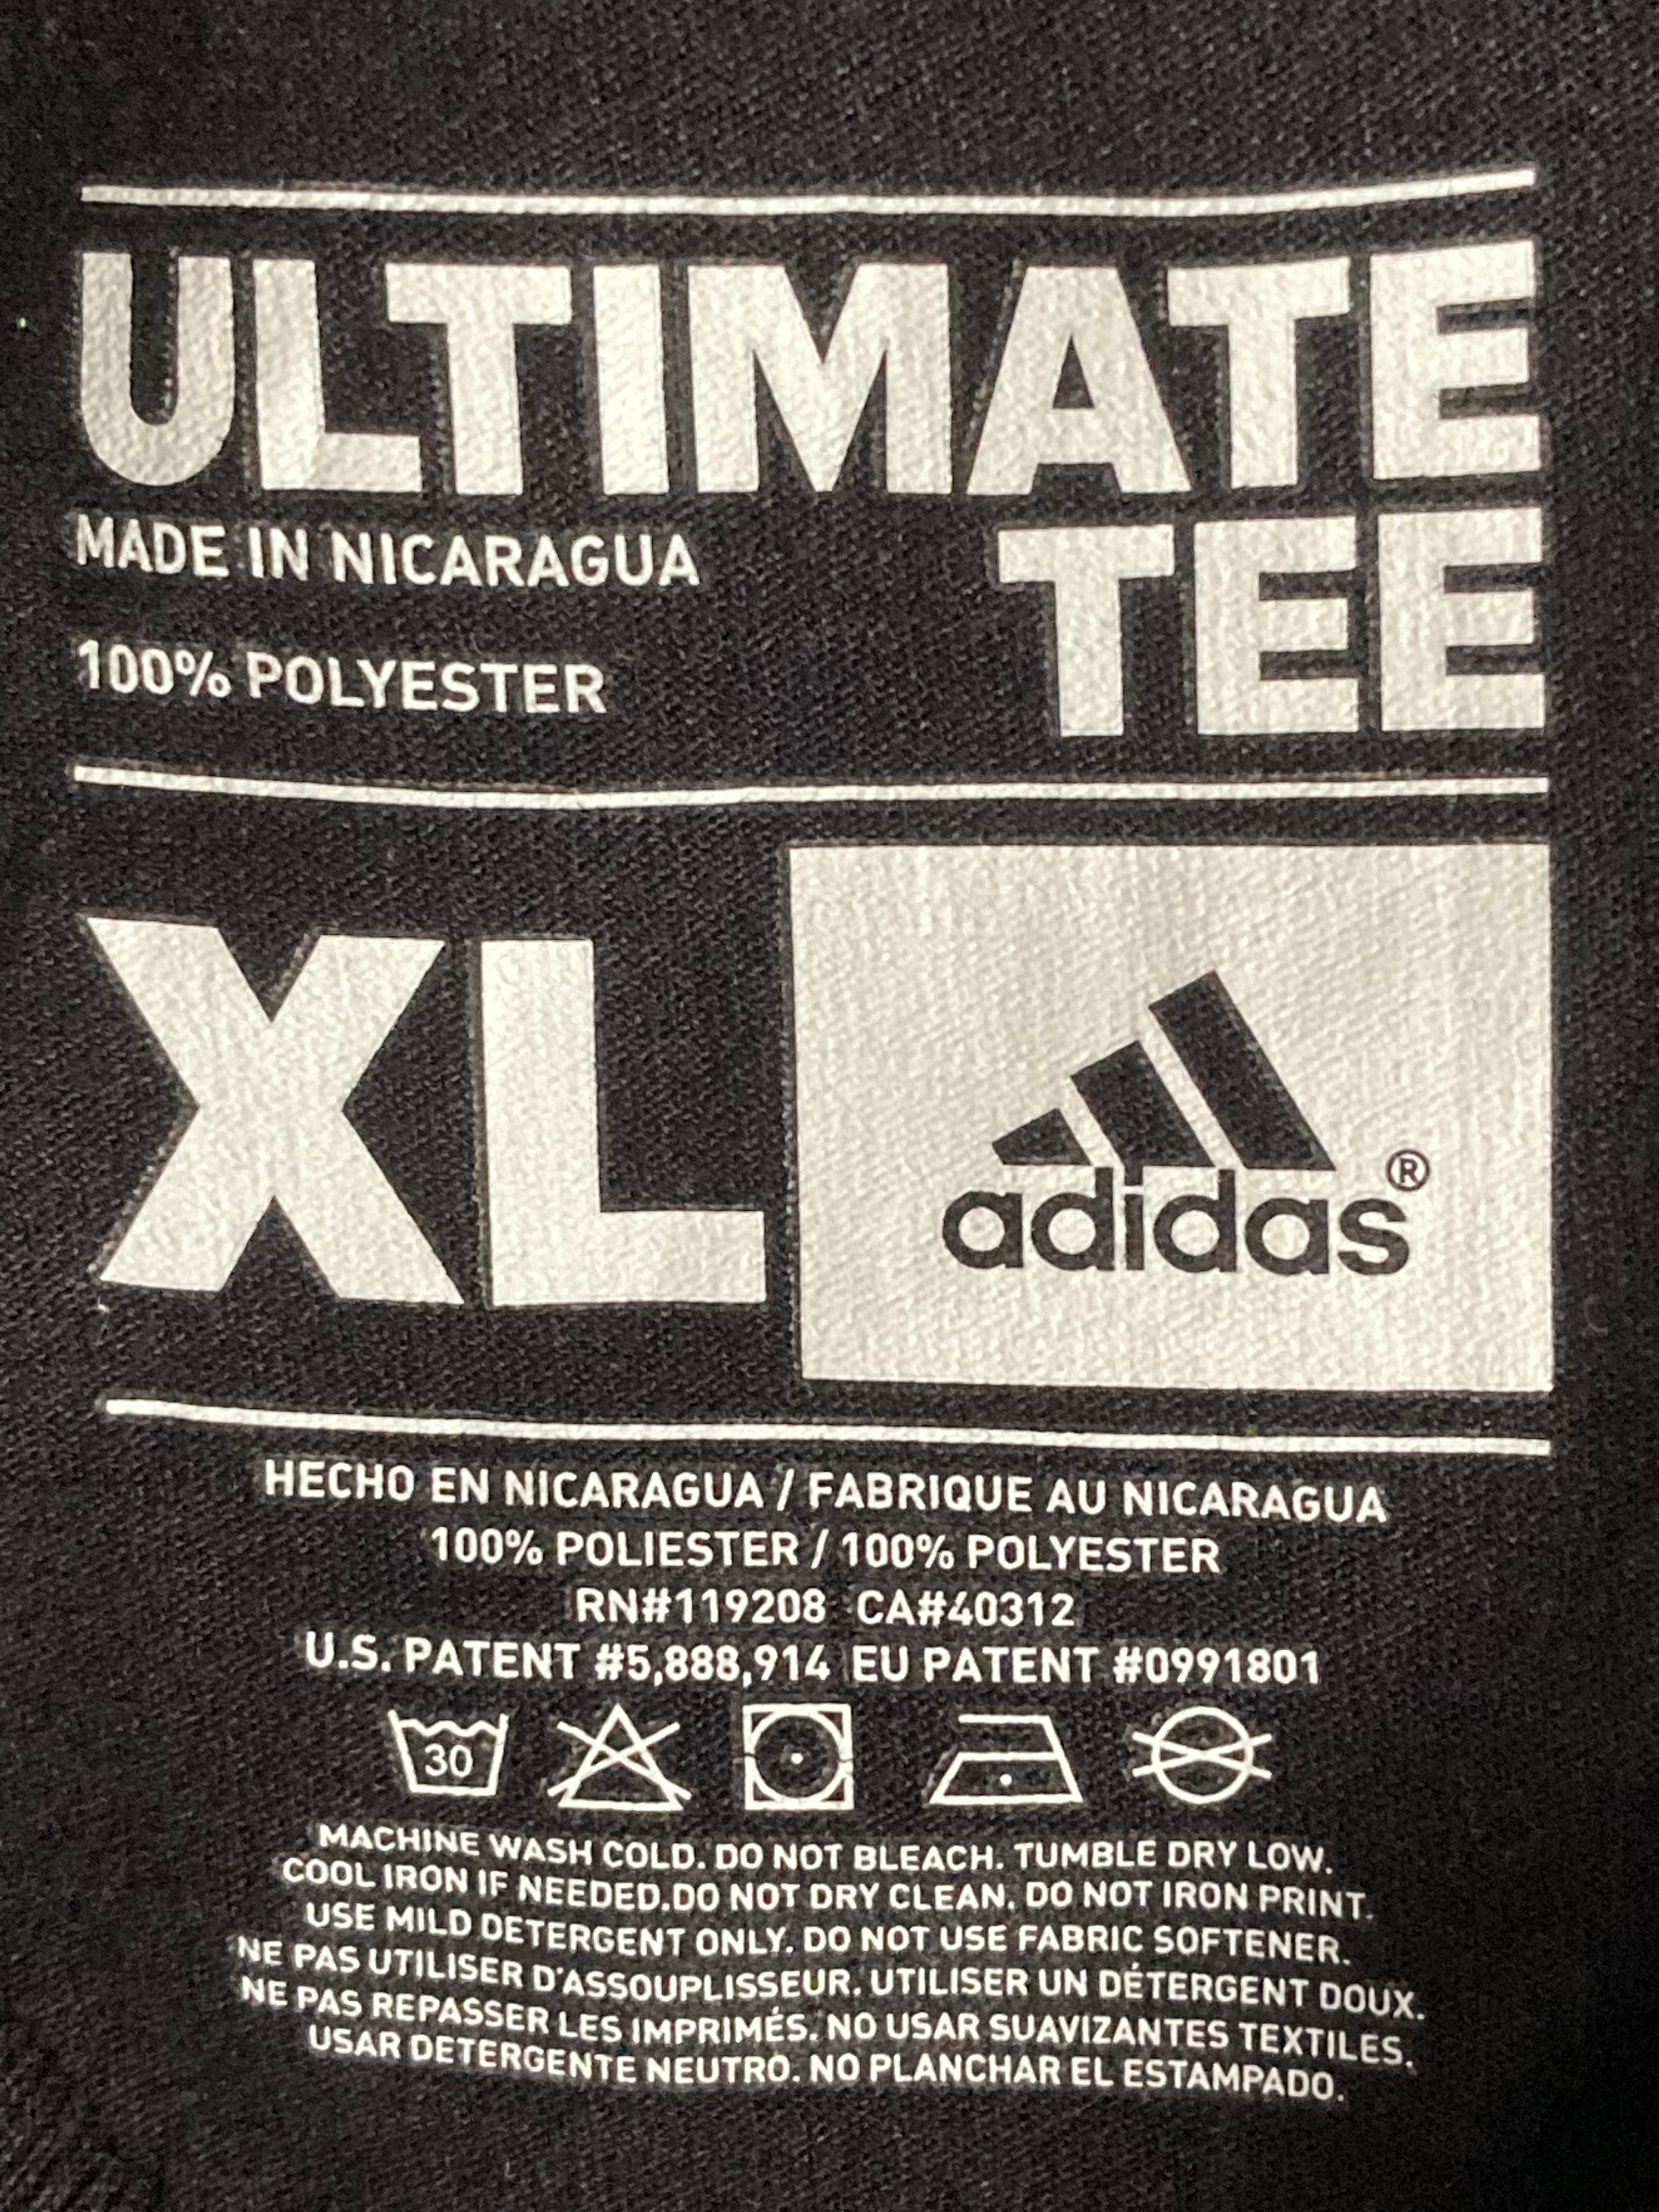 ULTIMATE
MADE IN NICARAGUA
TEE
100% POLYESTER
XL
adidas®
HECHO EN NICARAGUA / FABRIQUE AU NICARAGUA
100% POLIESTER / 100% POLYESTER
RN#119208 CA#40312
U.S. PATENT #5,888,914 EU PATENT #0991801
30
MACHINE WASH COLD. DO NOT BLEACH. TUMBLE DRY LOW.
COOL IRON IF NEEDED.DO NOT DRY CLEAN. DO NOT IRON PRINT.
USE MILD DETERGENT ONLY. DO NOT USE FABRIC SOFTENER.
NE PAS UTILISER D'ASSOUPLISSEUR. UTILISER UN DÉTERGENT DOUX.
NE PAS REPASSER LES IMPRIMÉS. NO USAR SUAVIZANTES TEXTILES.
USAR DETERGENTE NEUTRO. NO PLANCHAR EL ESTAMPADO.